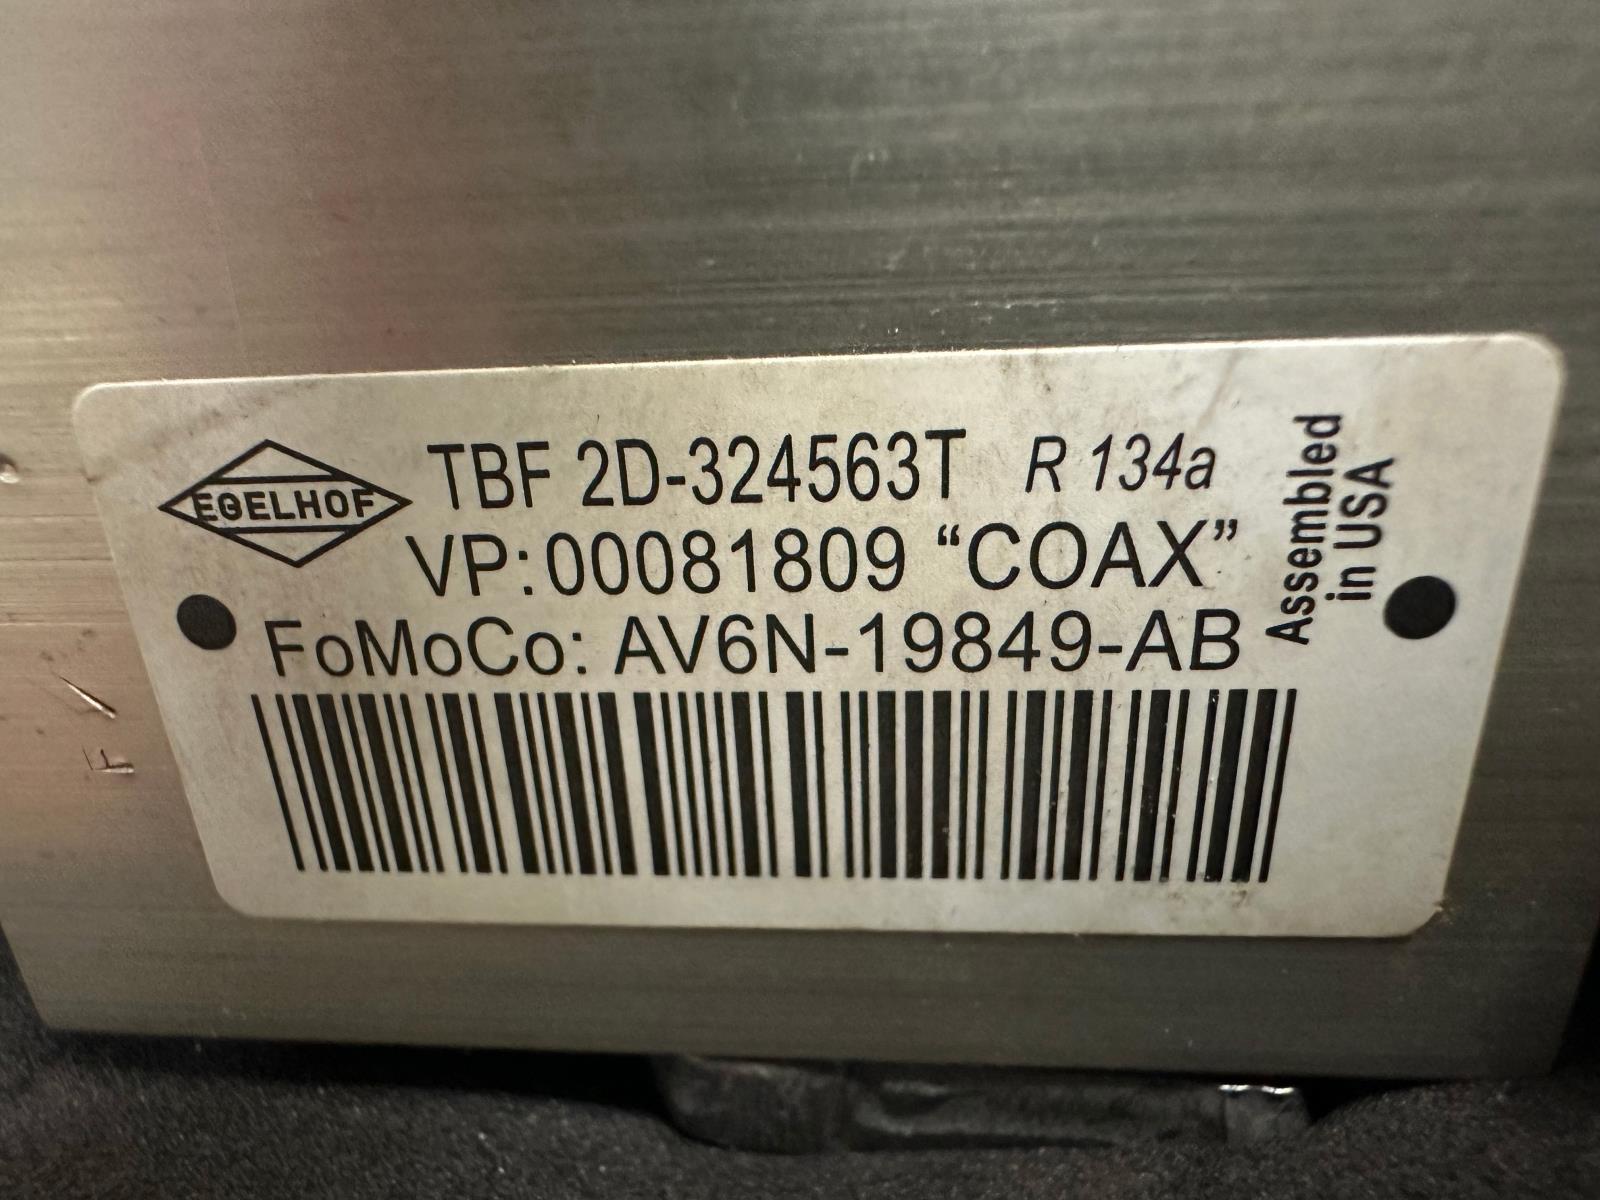 EGELHOF
TBF 2D-324563T R 134a
VP:00081809 “COAX”
FoMoCo: AV6N-19849-AB
Assembled
in USA